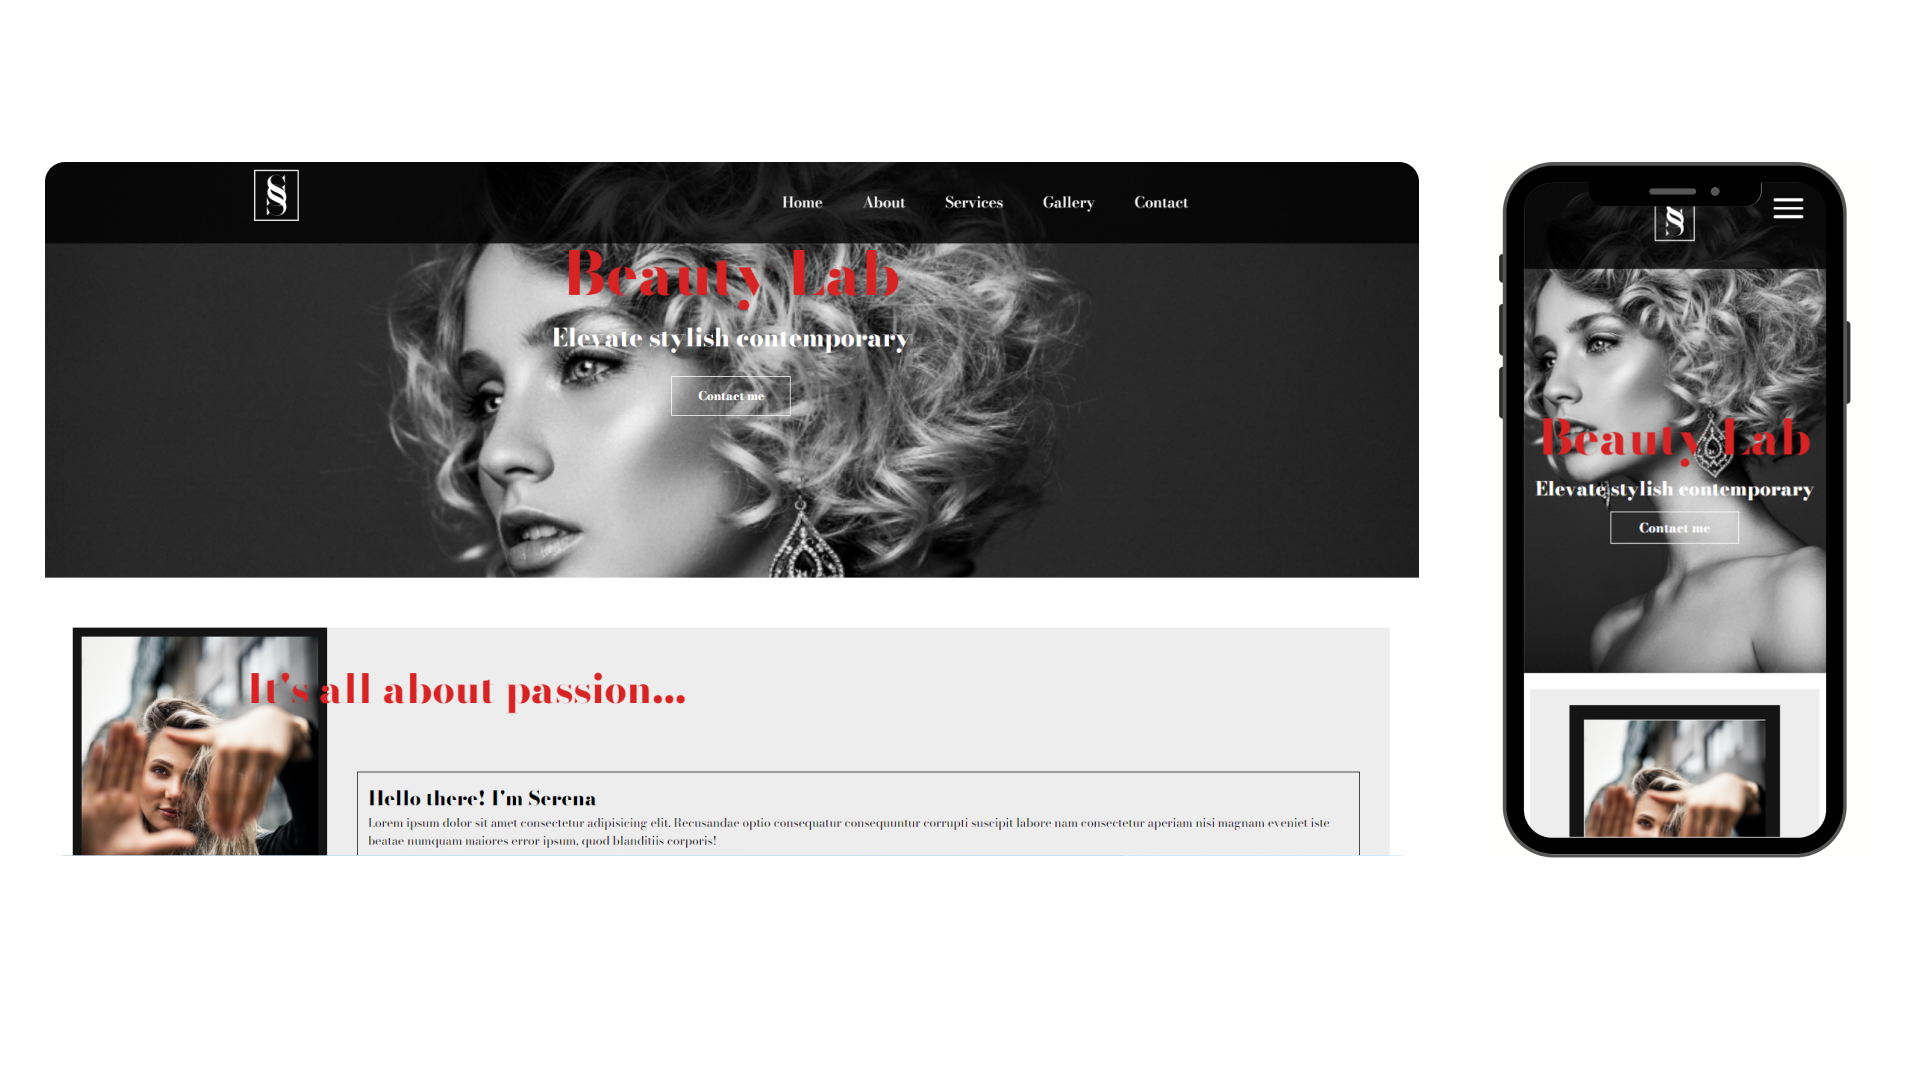 Home About Services Gallery Contact
Beauty Lab
Elevate stylish contemporary
Contact me
It's all about passion...
Hello there! I'm Serena
Lorem ipsum dolor sit amet consectetur adipisicing elit. Recusandae optio consequatur consequuntur corrupti suscipit labore nam consectetur aperiam nisi magnam eveniet iste
beatae numquam maiores error ipsum, quod blanditiis corporis!
Beauty Lab
Elevate stylish contemporary
Contact me